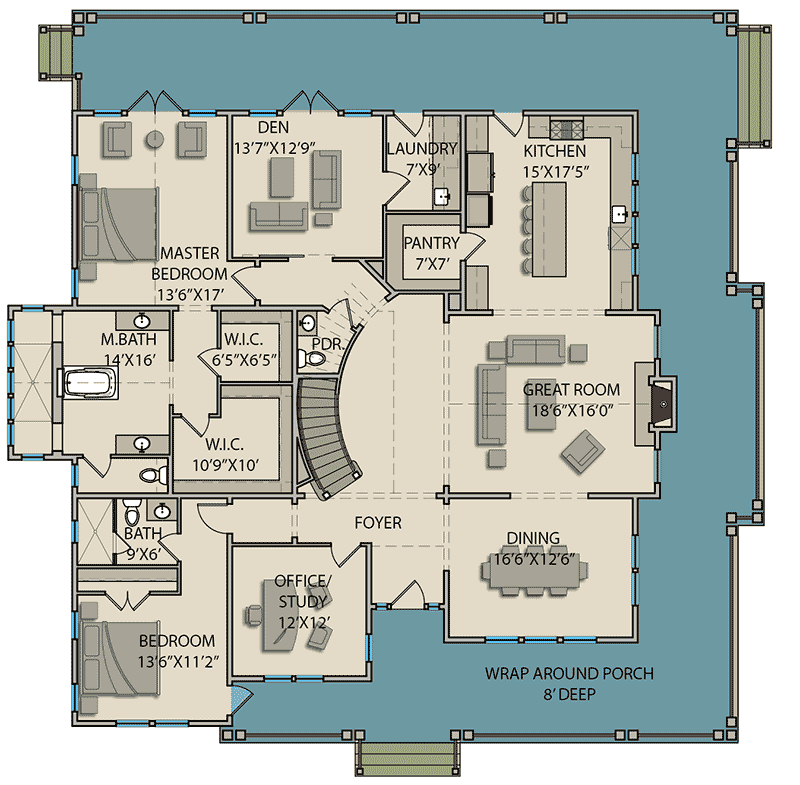 DEN
13'7"X12'9"
LAUNDRY
7'X9'
KITCHEN
15'X17'5"
MASTER
BEDROOM
13'6"X17'
PANTRY
7'X7'
M.BATH
14'X16'
W.I.C.
6'5"X6'5"
PDR.
GREAT ROOM
18'6"X16'0"
W.I.C.
10'9"X10'
FOYER
BATH
9'X6'
DINING
16'6"X12'6"
OFFICE/
STUDY
12'X12'
BEDROOM
13'6"X11'2"
WRAP AROUND PORCH
8' DEEP